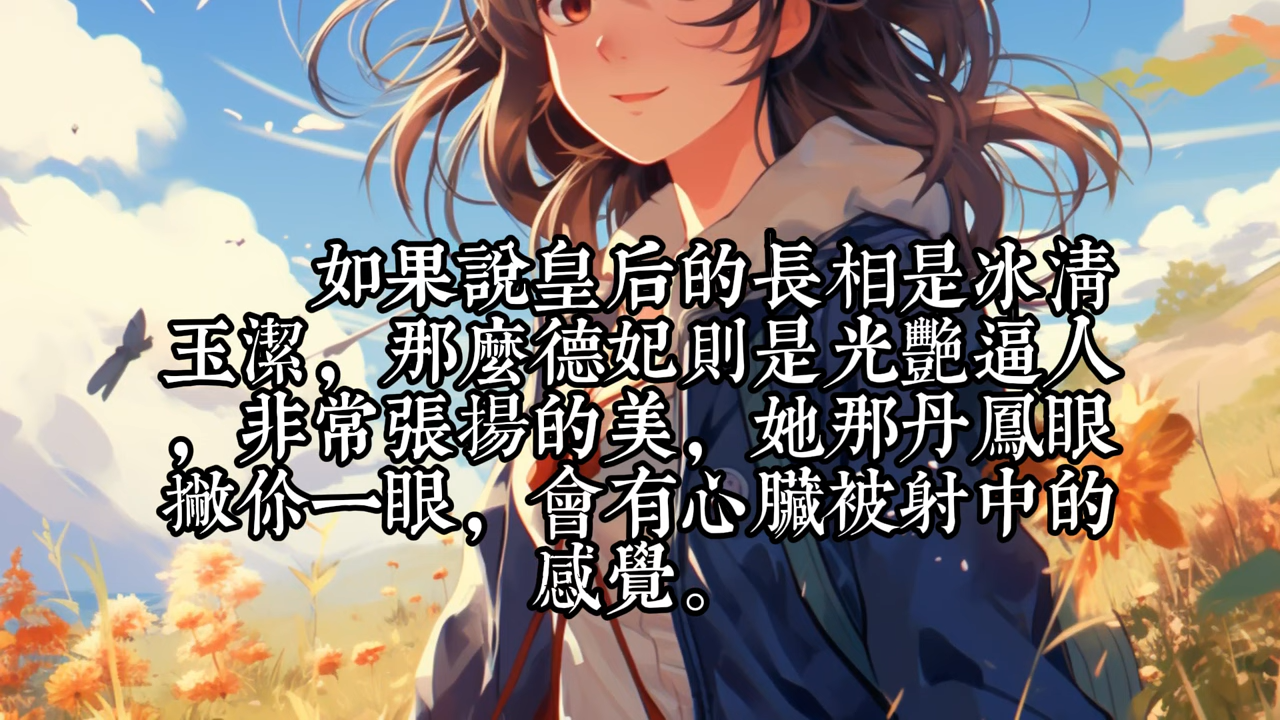 如果說皇后的長相是冰清
玉潔，那麼德妃則是光艷逼人
，非常張揚的美，她那丹鳳眼
撇你一眼，會有心臟被射中的
感覺。